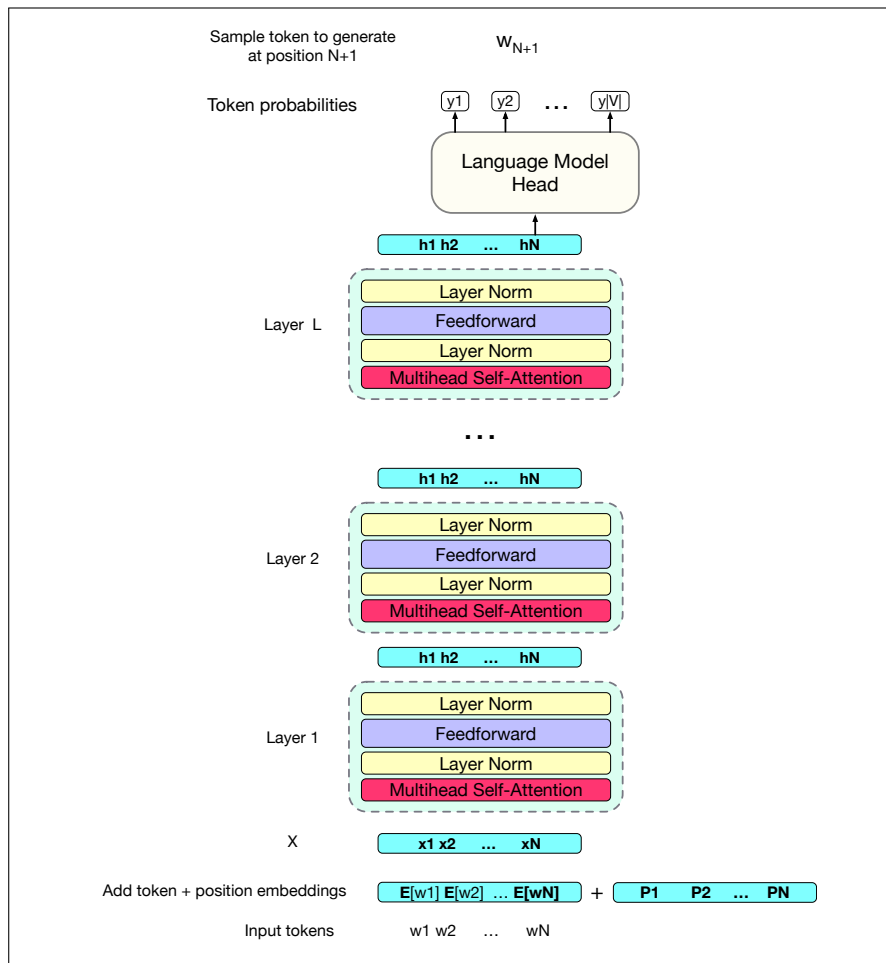 Sample token to generate
at position N+1
wN+1
Token probabilities
y1 y2 ... y|V|
Language Model
Head
h1 h2 ... hN
Layer L
Layer Norm
Feedforward
Layer Norm
Multihead Self-Attention
...
h1 h2 ... hN
Layer 2
Layer Norm
Feedforward
Layer Norm
Multihead Self-Attention
h1 h2 ... hN
Layer 1
Layer Norm
Feedforward
Layer Norm
Multihead Self-Attention
X x1 x2 ... xN
Add token + position embeddings E[w1] E[w2] ... E[wN] + P1 P2 ... PN
Input tokens w1 w2 ... wN